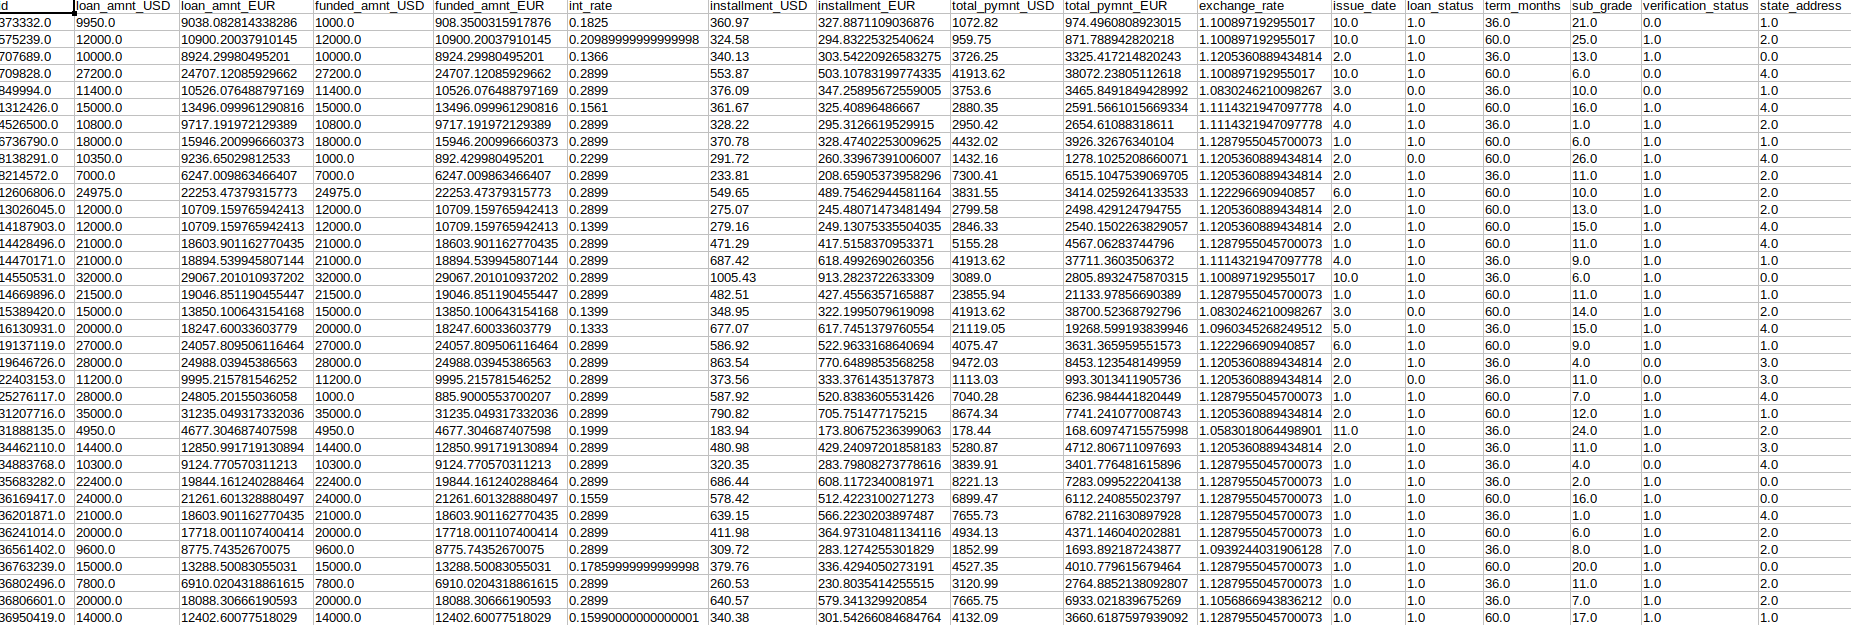 id loan_amnt_USD loan_amnt_EUR funded_amnt_USD funded_amnt_EUR int_rate installment_USD installment_EUR total_pymnt_USD total_pymnt_EUR exchange_rate issue_date loan_status term_months sub_grade verification_status state_address
373332.0 9950.0 9038.082814338286 1000.0 908.3500315917876 0.1825 360.97 327.8871109036876 1072.82 974.4960808923015 1.100897192955017 10.0 1.0 36.0 21.0 0.0 1.0
575239.0 12000.0 10900.20037910145 12000.0 10900.20037910145 0.20989999999999998 324.58 294.8322532540624 959.75 871.788942820218 1.100897192955017 10.0 1.0 60.0 25.0 1.0 2.0
707689.0 10000.0 8924.29980495201 10000.0 8924.29980495201 0.1366 340.13 303.54220926583275 3726.25 3325.417214820243 1.1205360889434814 2.0 1.0 36.0 13.0 1.0 0.0
709828.0 27200.0 24707.12085929662 27200.0 24707.12085929662 0.2899 553.87 503.10783199774335 41913.62 38072.23805112618 1.100897192955017 10.0 1.0 60.0 6.0 0.0 4.0
849994.0 11400.0 10526.076488797169 11400.0 10526.076488797169 0.2899 376.09 347.25895672559005 3753.6 3465.8491849428992 1.0830246210098267 3.0 0.0 36.0 10.0 0.0 1.0
1312426.0 15000.0 13496.099961290816 15000.0 13496.099961290816 0.1561 361.67 325.40896486667 2880.35 2591.5661015669334 1.1114321947097778 4.0 1.0 60.0 16.0 1.0 4.0
4526500.0 10800.0 9717.191972129389 10800.0 9717.191972129389 0.2899 328.22 295.3126619529915 2950.42 2654.61088318611 1.1114321947097778 4.0 1.0 36.0 1.0 1.0 2.0
6736790.0 18000.0 15946.200996660373 18000.0 15946.200996660373 0.2899 370.78 328.47402253009625 4432.02 3926.32676340104 1.1287955045700073 1.0 1.0 60.0 6.0 1.0 1.0
8138291.0 10350.0 9236.65029812533 1000.0 892.429980495201 0.2299 291.72 260.33967391006007 1432.16 1278.1025208660071 1.1205360889434814 2.0 0.0 60.0 26.0 1.0 4.0
8214572.0 7000.0 6247.009863466407 7000.0 6247.009863466407 0.2899 233.81 208.65905373958296 7300.41 6515.1047539069705 1.1205360889434814 2.0 1.0 36.0 11.0 1.0 2.0
12606806.0 24975.0 22253.47379315773 24975.0 22253.47379315773 0.2899 549.65 489.75462944581164 3831.55 3414.0259264133533 1.122296690940857 6.0 1.0 60.0 10.0 1.0 2.0
13026045.0 12000.0 10709.159765942413 12000.0 10709.159765942413 0.2899 275.07 245.48071473481494 2799.58 2498.429124794755 1.1205360889434814 2.0 1.0 60.0 13.0 1.0 2.0
14187903.0 12000.0 10709.159765942413 12000.0 10709.159765942413 0.1399 279.16 249.13075335504035 2846.33 2540.1502263829057 1.1205360889434814 2.0 1.0 60.0 15.0 1.0 4.0
14428496.0 21000.0 18603.901162770435 21000.0 18603.901162770435 0.2899 471.29 417.5158370953371 5155.28 4567.06283744796 1.1287955045700073 1.0 1.0 60.0 11.0 1.0 4.0
14470171.0 21000.0 18894.539945807144 21000.0 18894.539945807144 0.2899 687.42 618.4992690260356 41913.62 37711.3603506372 1.1114321947097778 4.0 1.0 36.0 9.0 1.0 1.0
14550531.0 32000.0 29067.201010937202 32000.0 29067.201010937202 0.2899 1005.43 913.2823722633309 3089.0 2805.8932475870315 1.100897192955017 10.0 1.0 36.0 6.0 1.0 0.0
14669896.0 21500.0 19046.851190455447 21500.0 19046.851190455447 0.2899 482.51 427.4556357165887 23855.94 21133.97856690389 1.1287955045700073 1.0 1.0 60.0 11.0 1.0 1.0
15389420.0 15000.0 13850.100643154168 15000.0 13850.100643154168 0.1399 348.95 322.1995079619098 41913.62 38700.52368792796 1.0830246210098267 3.0 0.0 60.0 14.0 1.0 2.0
16130931.0 20000.0 18247.60033603779 20000.0 18247.60033603779 0.1333 677.07 617.7451379760554 21119.05 19268.599193839946 1.0960345268249512 5.0 1.0 36.0 15.0 1.0 4.0
19137119.0 27000.0 24057.809506116464 27000.0 24057.809506116464 0.2899 586.92 522.9633168640694 4075.47 3631.365959551573 1.122296690940857 6.0 1.0 60.0 9.0 1.0 1.0
19646726.0 28000.0 24988.03945386563 28000.0 24988.03945386563 0.2899 863.54 770.6489853568258 9472.03 8453.123548149959 1.1205360889434814 2.0 1.0 36.0 4.0 0.0 3.0
22403153.0 11200.0 9995.215781546252 11200.0 9995.215781546252 0.2899 373.56 333.3761435137873 1113.03 993.3013411905736 1.1205360889434814 2.0 0.0 36.0 11.0 0.0 3.0
25276117.0 28000.0 24805.20155036058 1000.0 885.9000553700207 0.2899 587.92 520.8383605531426 7040.28 6236.984441820449 1.1287955045700073 1.0 1.0 60.0 7.0 1.0 4.0
31207716.0 35000.0 31235.049317332036 35000.0 31235.049317332036 0.2899 790.82 705.751477175215 8674.34 7741.241077008743 1.1205360889434814 2.0 1.0 60.0 12.0 1.0 1.0
31888135.0 4950.0 4677.304687407598 4950.0 4677.304687407598 0.1999 183.94 173.80675236399063 178.44 168.60974715575998 1.0583018064498901 11.0 1.0 36.0 24.0 1.0 2.0
34462110.0 14400.0 12850.991719130894 14400.0 12850.991719130894 0.2899 480.98 429.24097201858183 5280.87 4712.806711097693 1.1205360889434814 2.0 1.0 36.0 11.0 1.0 3.0
34883768.0 10300.0 9124.770570311213 10300.0 9124.770570311213 0.2899 320.35 283.79808273778616 3839.91 3401.776481615896 1.1287955045700073 1.0 1.0 36.0 4.0 0.0 4.0
35683282.0 22400.0 19844.161240288464 22400.0 19844.161240288464 0.2899 686.44 608.1172340081971 8221.13 7283.099522204138 1.1287955045700073 1.0 1.0 36.0 2.0 1.0 0.0
36169417.0 24000.0 21261.601328880497 24000.0 21261.601328880497 0.1559 578.42 512.4223100271273 6899.47 6112.240855023797 1.1287955045700073 1.0 1.0 60.0 16.0 1.0 0.0
36201871.0 21000.0 18603.901162770435 21000.0 18603.901162770435 0.2899 639.15 566.2230203897487 7655.73 6782.211630897928 1.1287955045700073 1.0 1.0 36.0 1.0 1.0 4.0
36241014.0 20000.0 17718.001107400414 20000.0 17718.001107400414 0.2899 411.98 364.97310481134116 4934.13 4371.146040202881 1.1287955045700073 1.0 1.0 60.0 6.0 1.0 2.0
36561402.0 9600.0 8775.74352670075 9600.0 8775.74352670075 0.2899 309.72 283.1274255301829 1852.99 1693.892187243877 1.0939244031906128 7.0 1.0 36.0 8.0 1.0 2.0
36763239.0 15000.0 13288.50083055031 15000.0 13288.50083055031 0.17859999999999998 379.76 336.4294050273191 4527.35 4010.779615679464 1.1287955045700073 1.0 1.0 60.0 20.0 1.0 0.0
36802496.0 7800.0 6910.0204318861615 7800.0 6910.0204318861615 0.2899 260.53 230.8035414255515 3120.99 2764.8852138092807 1.1287955045700073 1.0 1.0 36.0 11.0 1.0 2.0
36806601.0 20000.0 18088.30666190593 20000.0 18088.30666190593 0.2899 640.57 579.341329920854 7665.75 6933.021839675269 1.1056866943836212 0.0 1.0 36.0 7.0 1.0 2.0
36950419.0 14000.0 12402.60077518029 14000.0 12402.60077518029 0.15990000000000001 340.38 301.54266084684764 4132.09 3660.6187597939092 1.1287955045700073 1.0 1.0 60.0 17.0 1.0 1.0